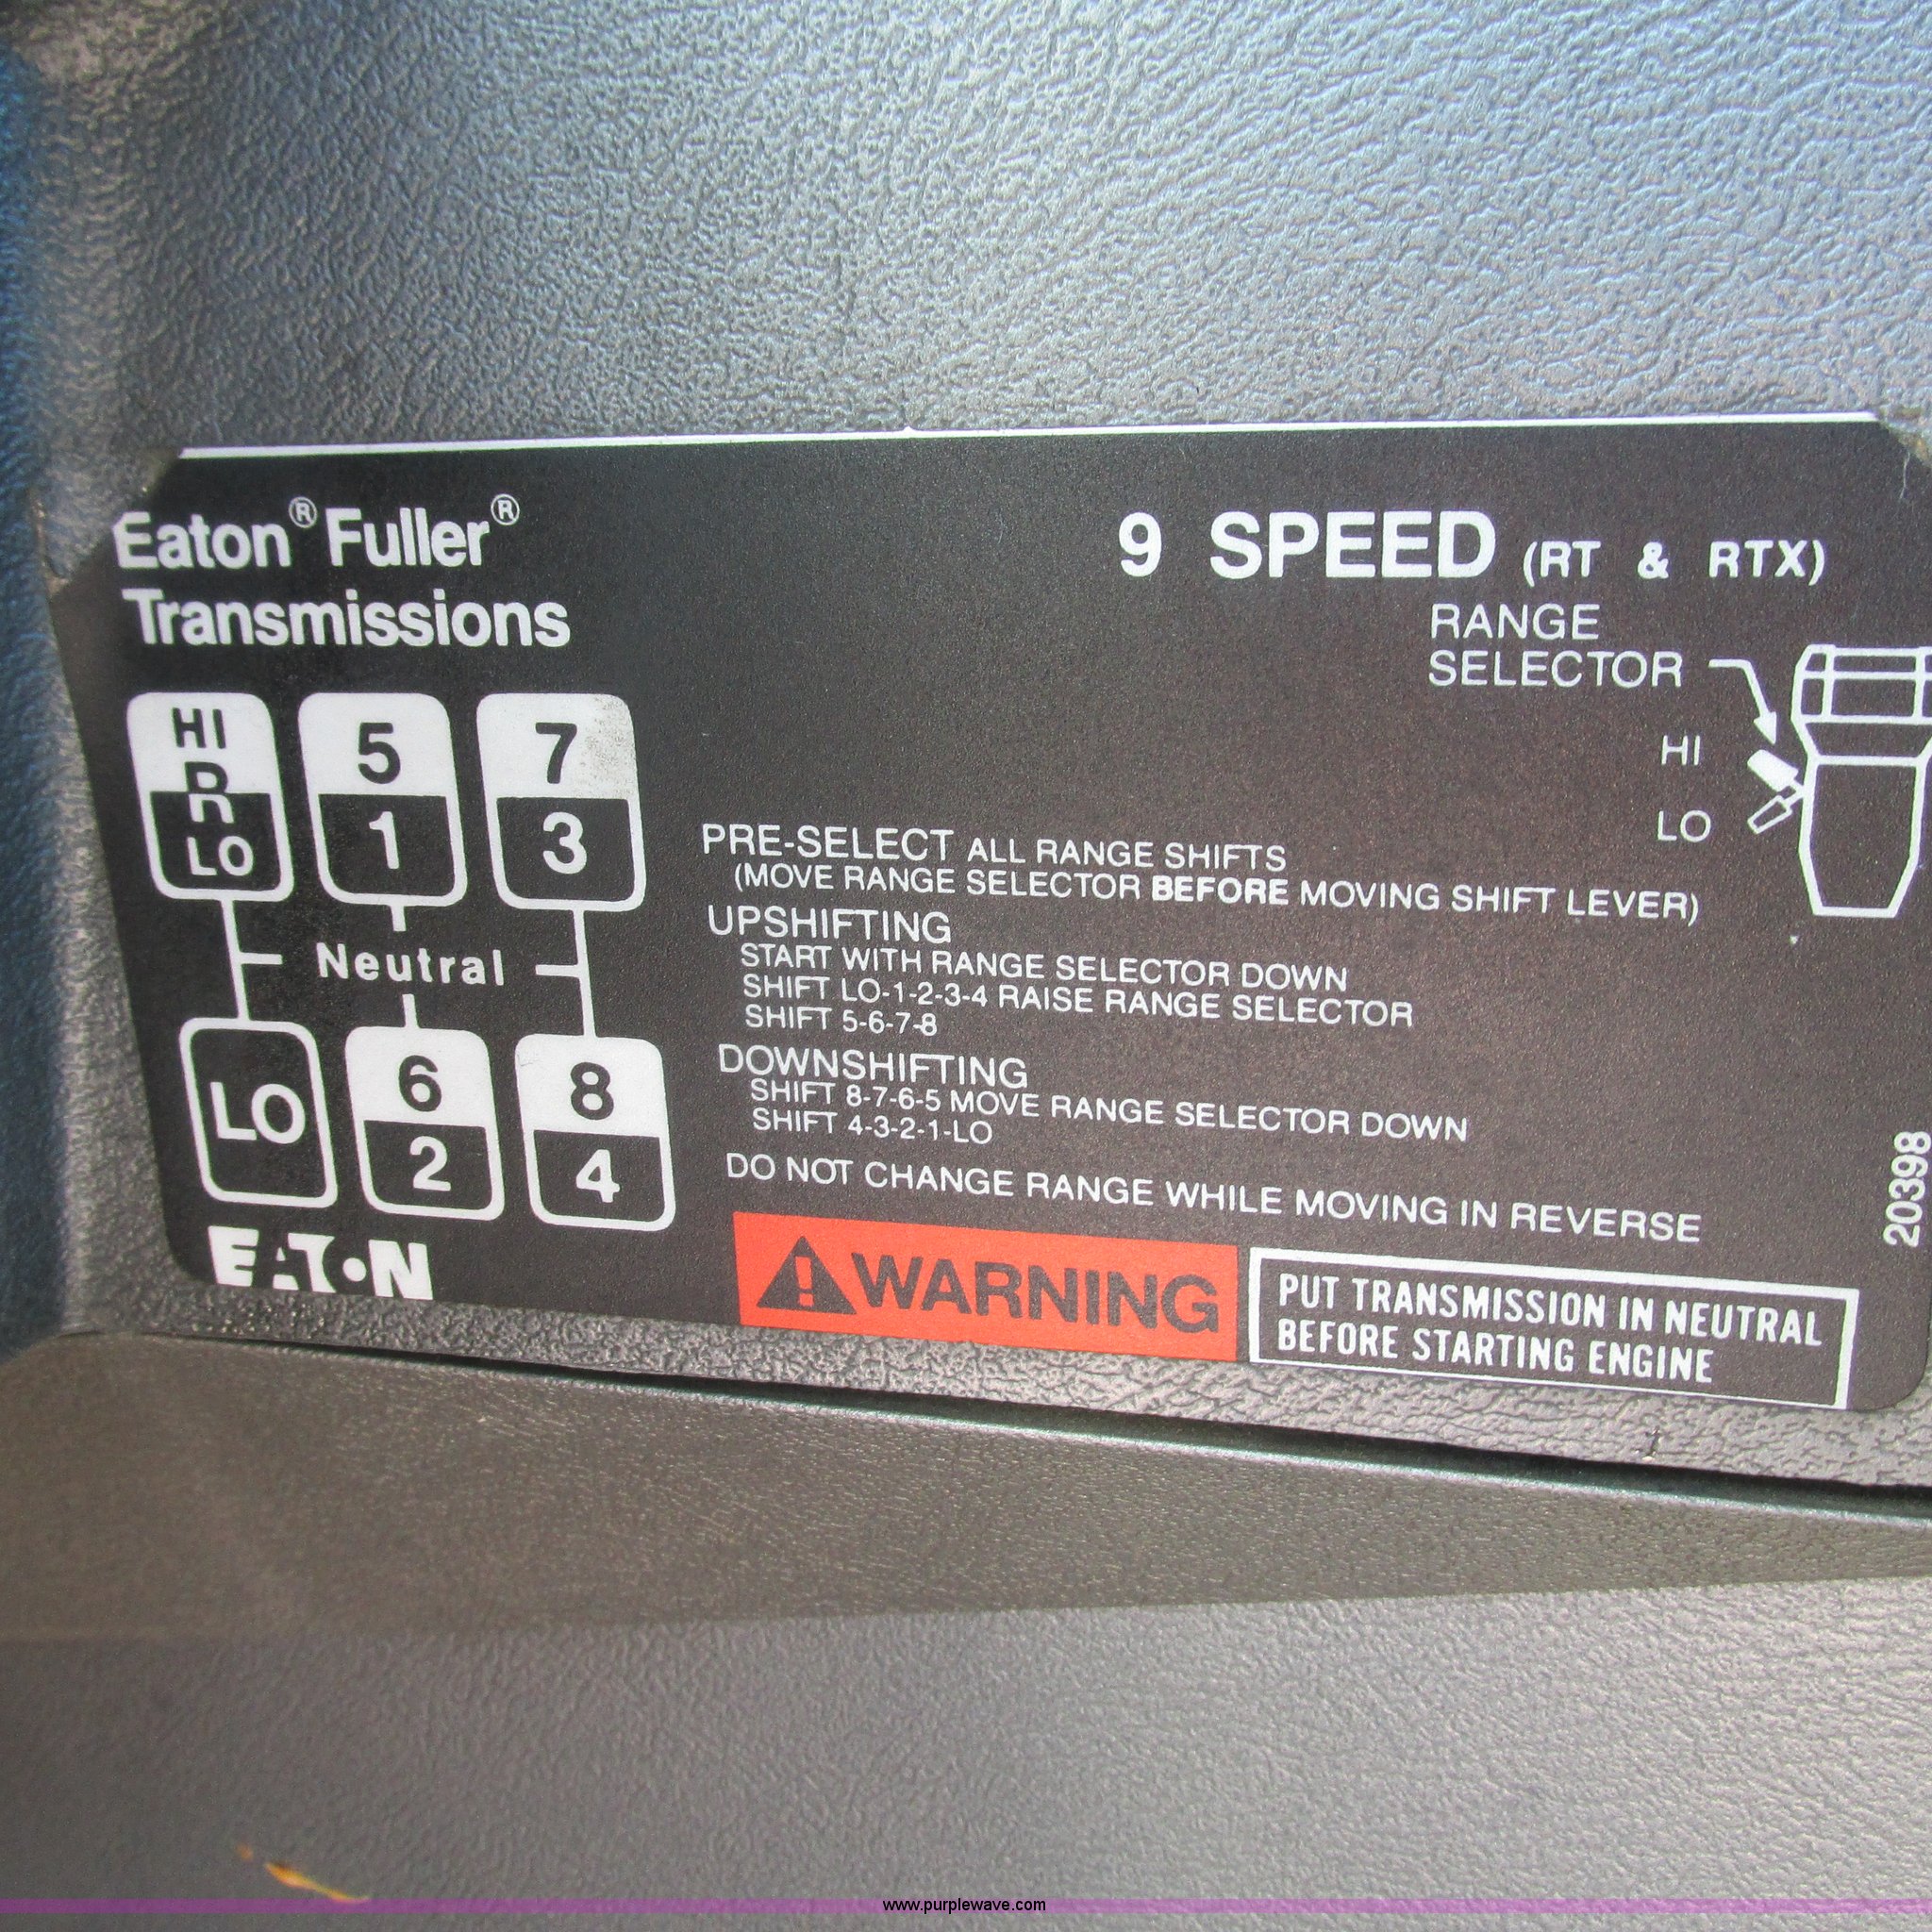 Eaton® Fuller®
Transmissions
9 SPEED (RT & RTX)
RANGE
SELECTOR
HI
LO
HI
R
LO
5
1
7
3
Neutral
LO
6
2
8
4
EATON
PRE-SELECT ALL RANGE SHIFTS
(MOVE RANGE SELECTOR BEFORE MOVING SHIFT LEVER)
UPSHIFTING
START WITH RANGE SELECTOR DOWN
SHIFT LO-1-2-3-4 RAISE RANGE SELECTOR
SHIFT 5-6-7-8
DOWNSHIFTING
SHIFT 8-7-6-5 MOVE RANGE SELECTOR DOWN
SHIFT 4-3-2-1-LO
DO NOT CHANGE RANGE WHILE MOVING IN REVERSE
WARNING
PUT TRANSMISSION IN NEUTRAL
BEFORE STARTING ENGINE
20398
www.purplewave.com